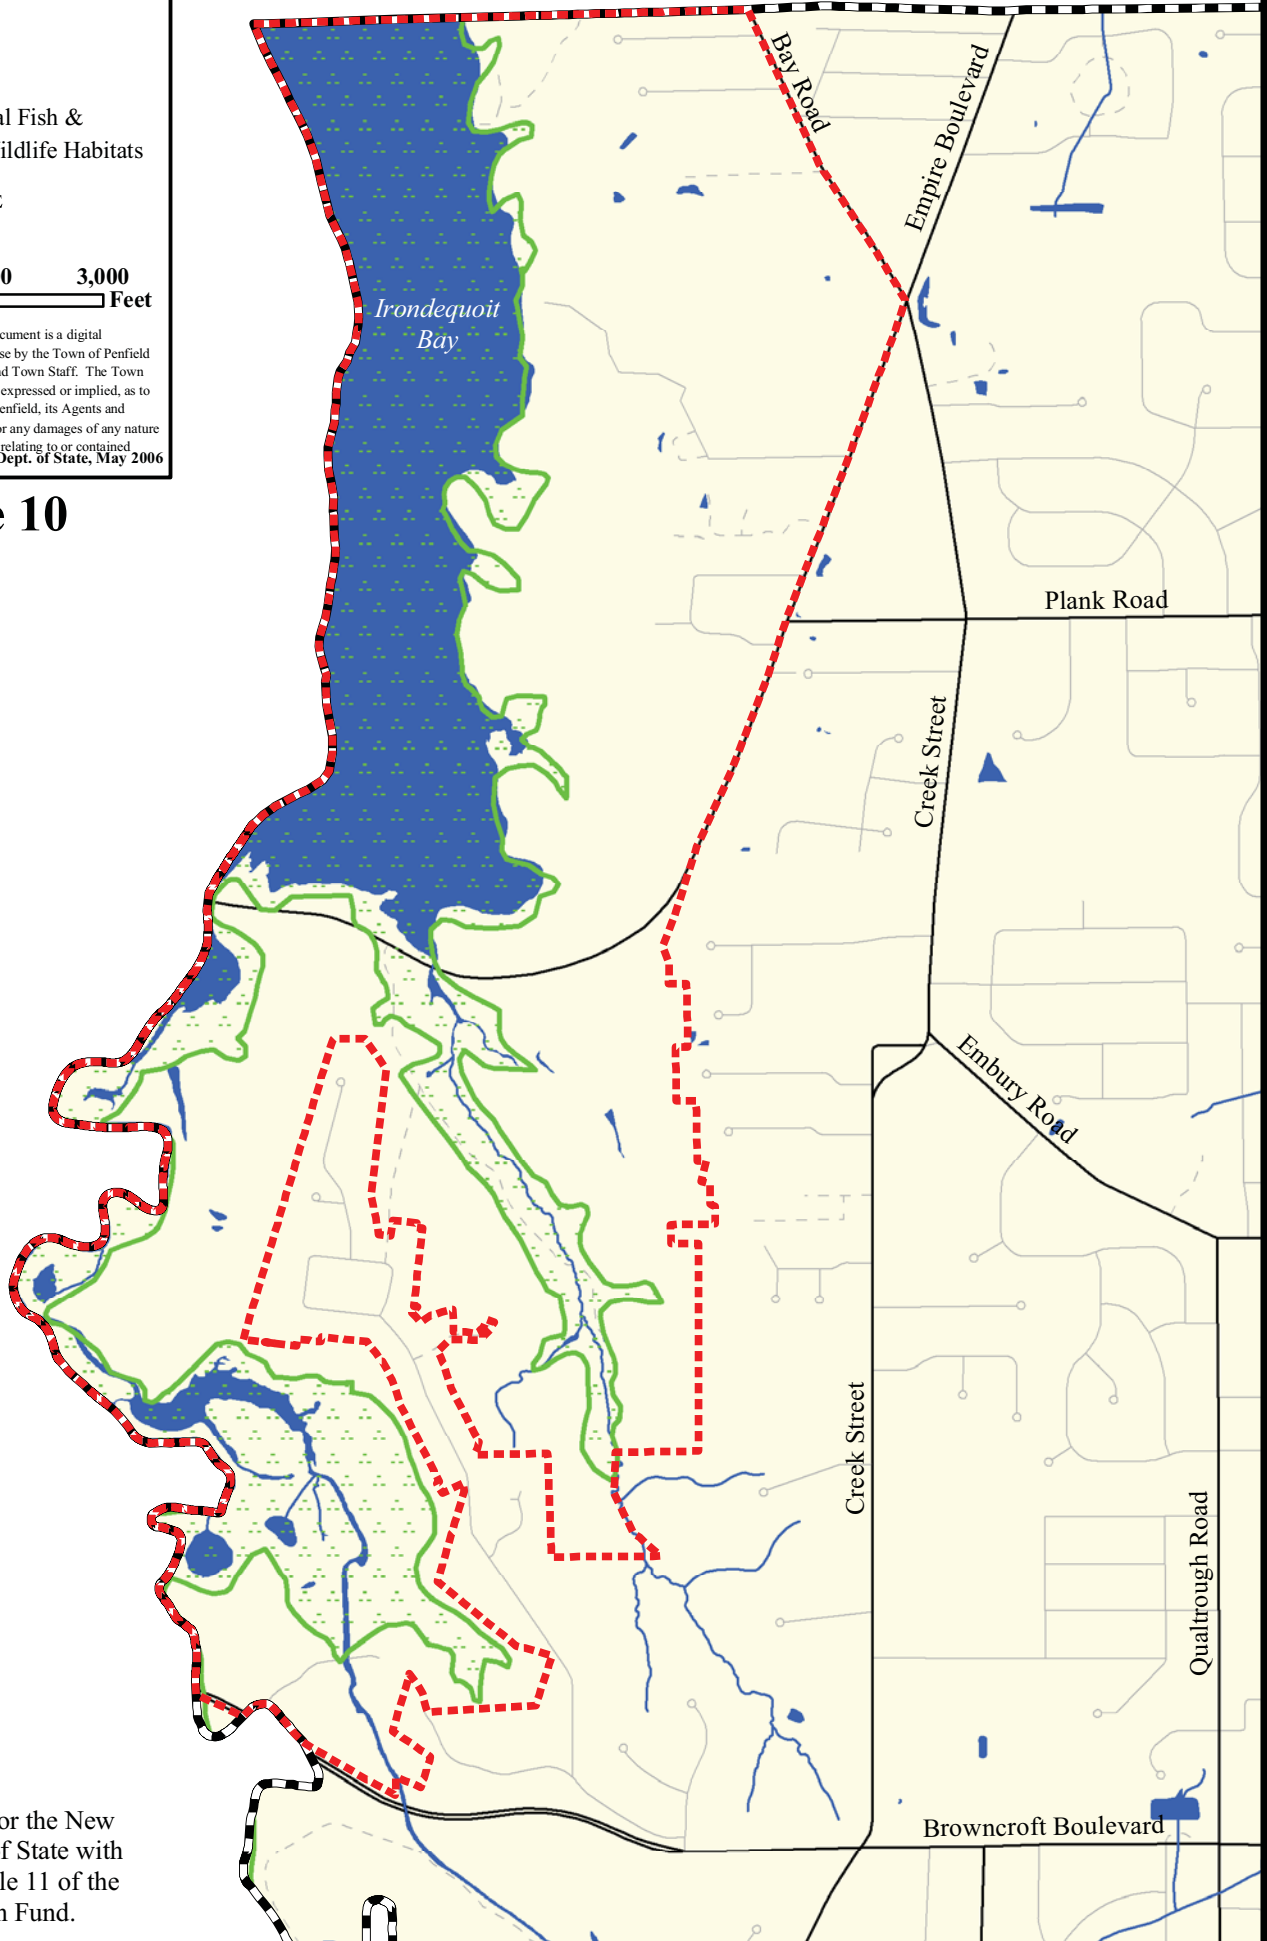 al Fish &
ildlife Habitats
0 3,000
Feet
cument is a digital
se by the Town of Penfield
nd Town Staff. The Town
expressed or implied, as to
enfield, its Agents and
or any damages of any nature
relating to or contained
Dept. of State, May 2006
e 10
Bay Road
Empire Boulevard
Irondequoit
Bay
Plank Road
Creek Street
Embury Road
Creek Street
Qualtrough Road
Browncroft Boulevard
or the New
f State with
le 11 of the
n Fund.